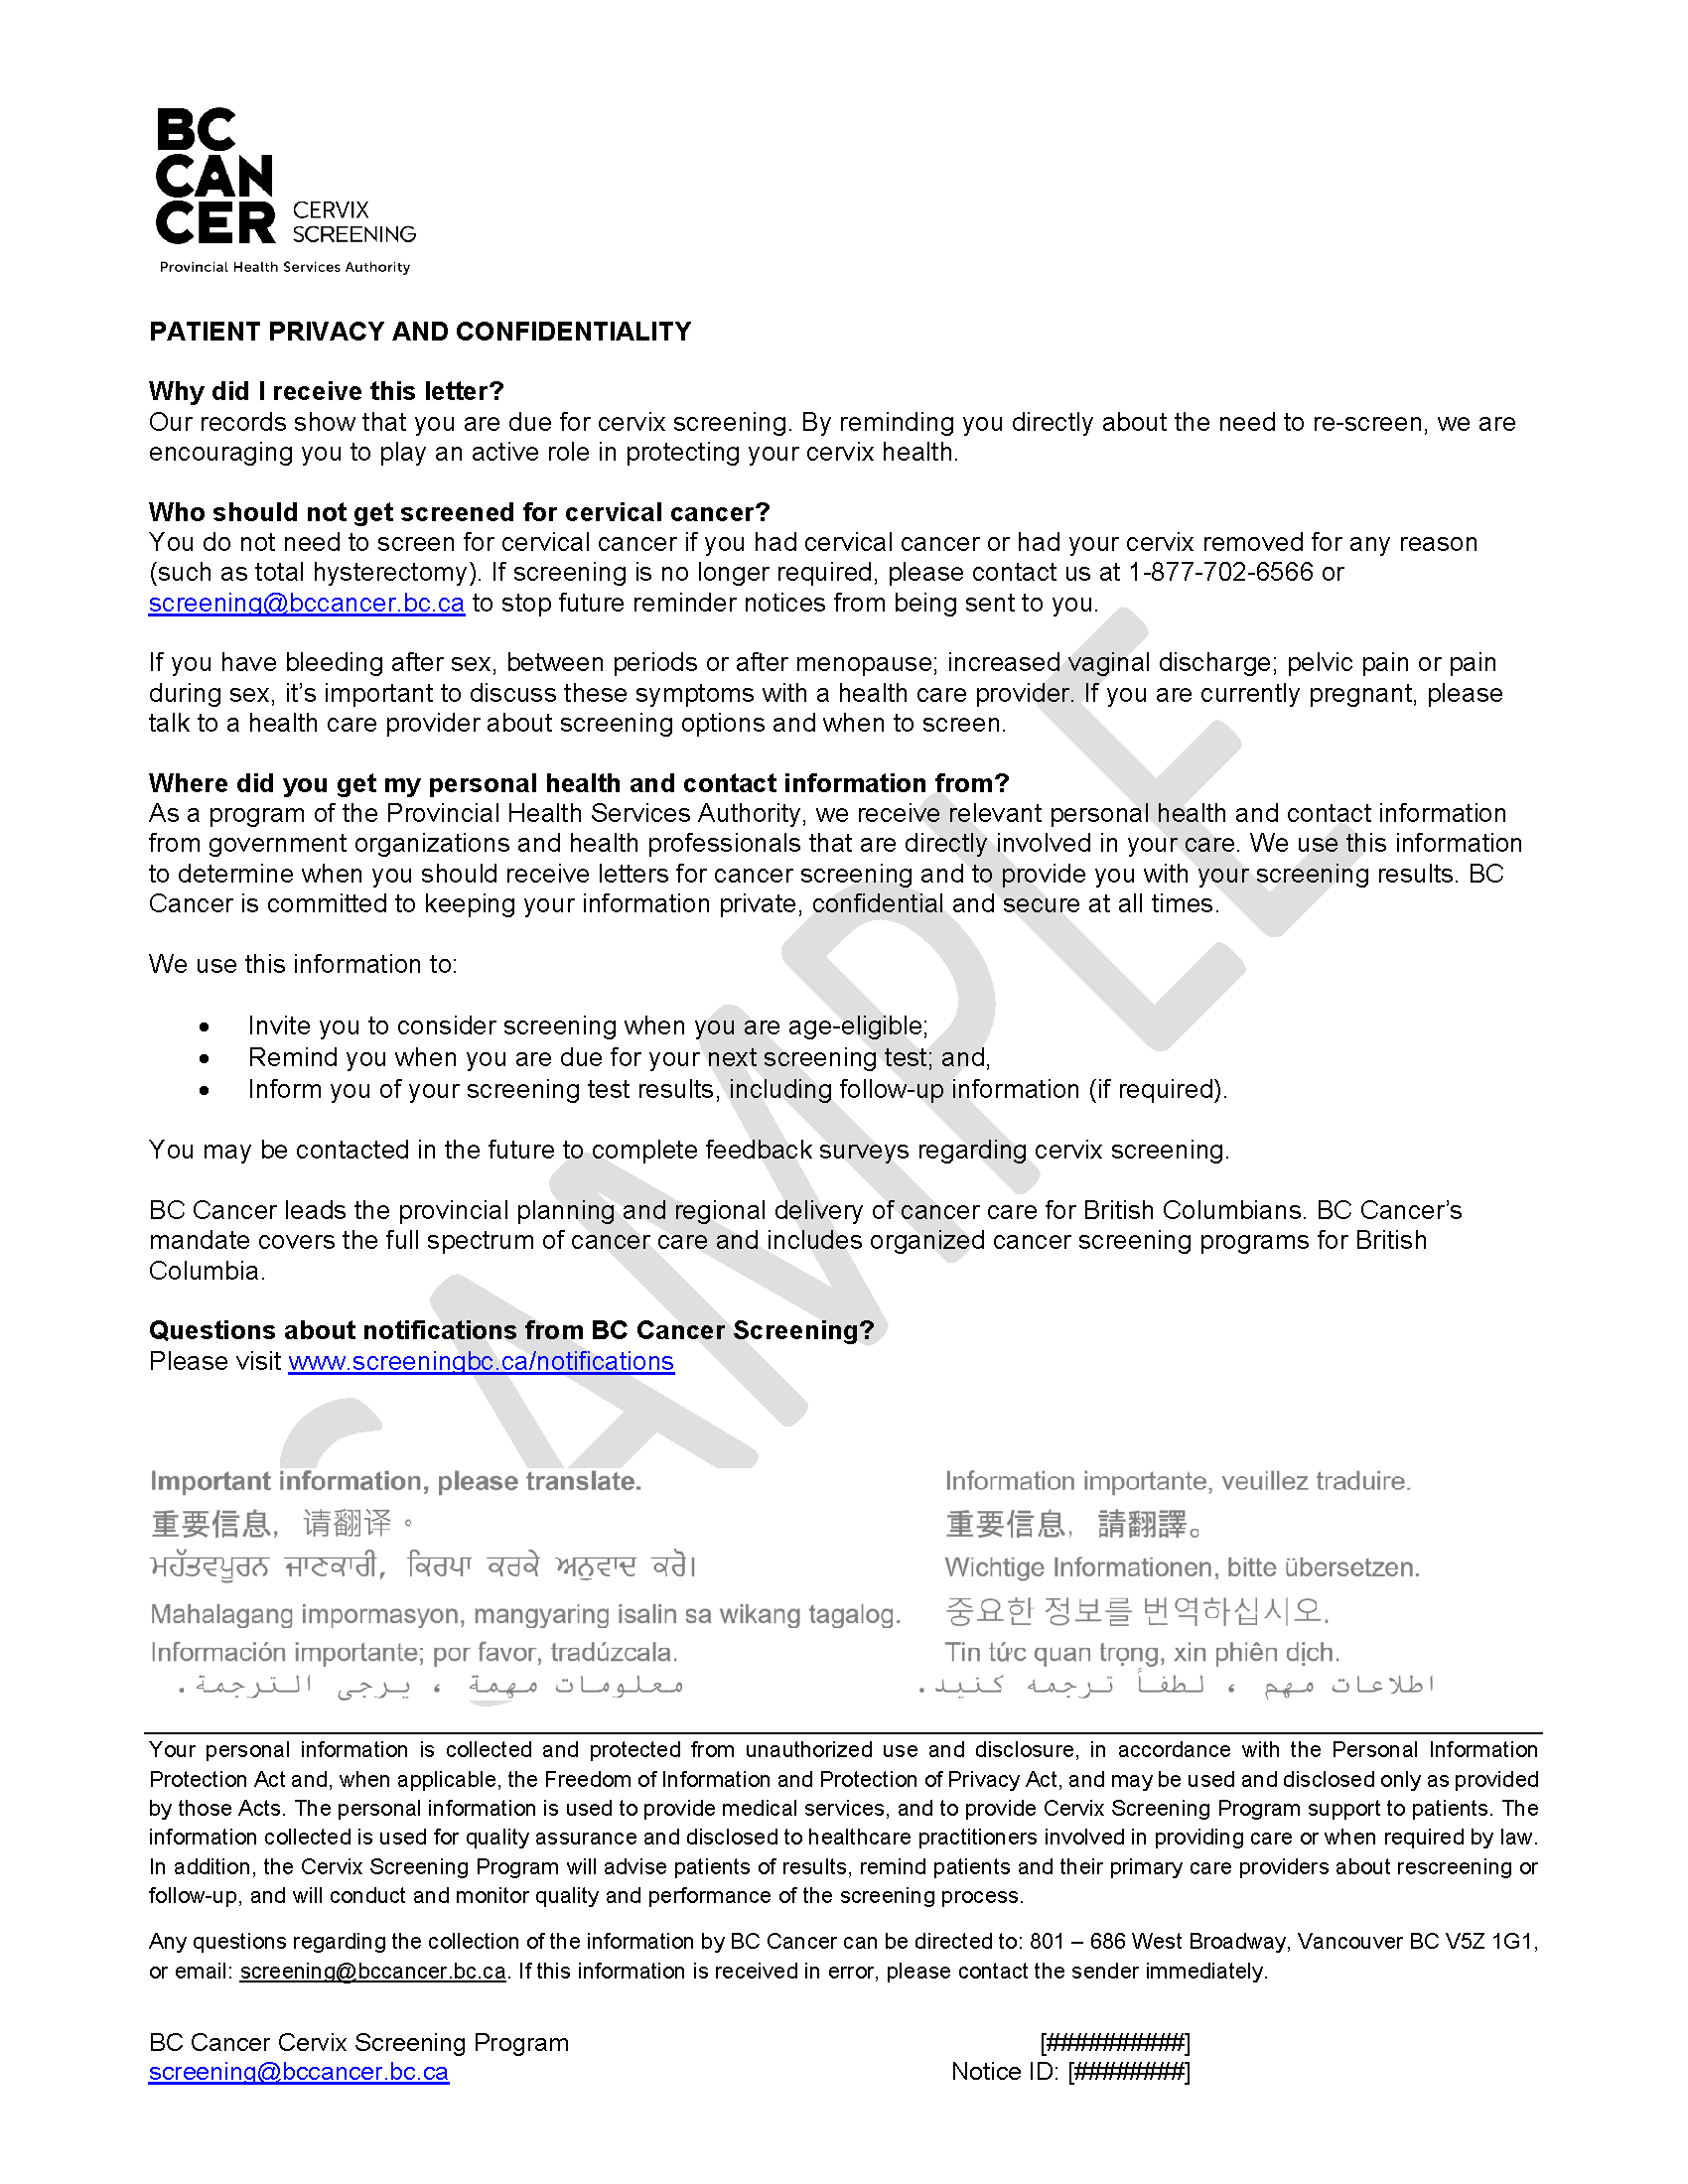 BC
CAN
CER
CERVIX
SCREENING
Provincial Health Services Authority
PATIENT PRIVACY AND CONFIDENTIALITY
Why did I receive this letter?
Our records show that you are due for cervix screening. By reminding you directly about the need to re-screen, we are
encouraging you to play an active role in protecting your cervix health.
Who should not get screened for cervical cancer?
You do not need to screen for cervical cancer if you had cervical cancer or had your cervix removed for any reason
(such as total hysterectomy). If screening is no longer required, please contact us at 1-877-702-6566 or
screening@bccancer.bc.ca to stop future reminder notices from being sent to you.
If you have bleeding after sex, between periods or after menopause; increased vaginal discharge; pelvic pain or pain
during sex, it's important to discuss these symptoms with a health care provider. If you are currently pregnant, please
talk to a health care provider about screening options and when to screen.
Where did you get my personal health and contact information from?
As a program of the Provincial Health Services Authority, we receive relevant personal health and contact information
from government organizations and health professionals that are directly involved in your care. We use this information
to determine when you should receive letters for cancer screening and to provide you with your screening results. BC
Cancer is committed to keeping your information private, confidential and secure at all times.
We use this information to:
• Invite you to consider screening when you are age-eligible;
• Remind you when you are due for your next screening test; and,
• Inform you of your screening test results, including follow-up information (if required).
You may be contacted in the future to complete feedback surveys regarding cervix screening.
BC Cancer leads the provincial planning and regional delivery of cancer care for British Columbians. BC Cancer's
mandate covers the full spectrum of cancer care and includes organized cancer screening programs for British
Columbia.
Questions about notifications from BC Cancer Screening?
Please visit www.screeningbc.ca/notifications
SAMPLE
Important information, please translate.
重要信息，请翻译。
ਮਹੱਤਵਪੂਰਨ ਜਾਣਕਾਰੀ, ਕਿਰਪਾ ਕਰਕੇ ਅਨੁਵਾਦ ਕਰੋ।
Mahalagang impormasyon, mangyaring isalin sa wikang tagalog.
Información importante; por favor, tradúzcala.
معلومات مهمة ، يرجى الترجمة.
Information importante, veuillez traduire.
重要信息，請翻譯。
Wichtige Informationen, bitte übersetzen.
중요한 정보를 번역하십시오.
Tin tức quan trọng, xin phiên dịch.
اطلاعات مهم ، لطفاً ترجمه کنید.
Your personal information is collected and protected from unauthorized use and disclosure, in accordance with the Personal Information
Protection Act and, when applicable, the Freedom of Information and Protection of Privacy Act, and may be used and disclosed only as provided
by those Acts. The personal information is used to provide medical services, and to provide Cervix Screening Program support to patients. The
information collected is used for quality assurance and disclosed to healthcare practitioners involved in providing care or when required by law.
In addition, the Cervix Screening Program will advise patients of results, remind patients and their primary care providers about rescreening or
follow-up, and will conduct and monitor quality and performance of the screening process.
Any questions regarding the collection of the information by BC Cancer can be directed to: 801 – 686 West Broadway, Vancouver BC V5Z 1G1,
or email: screening@bccancer.bc.ca. If this information is received in error, please contact the sender immediately.
BC Cancer Cervix Screening Program
screening@bccancer.bc.ca
[##########]
Notice ID: [########]